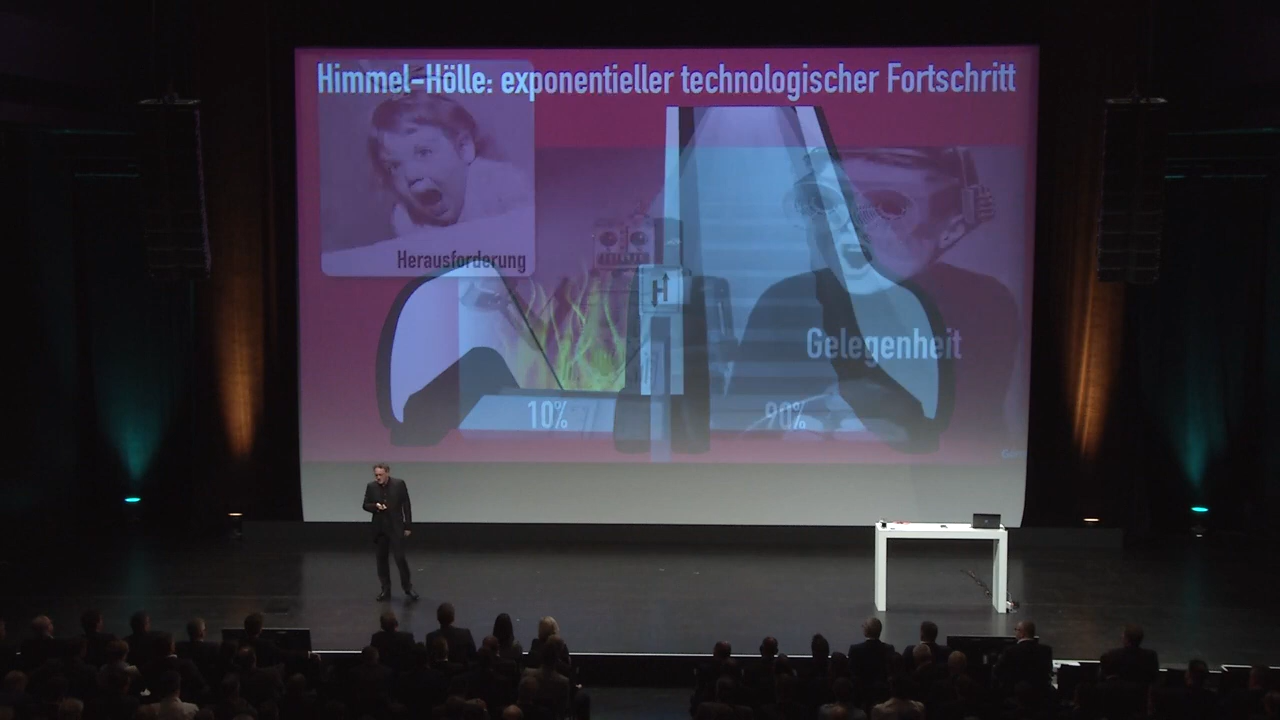 Himmel-Hölle: exponentieller technologischer Fortschritt
Herausforderung
Gelegenheit
10%
90%